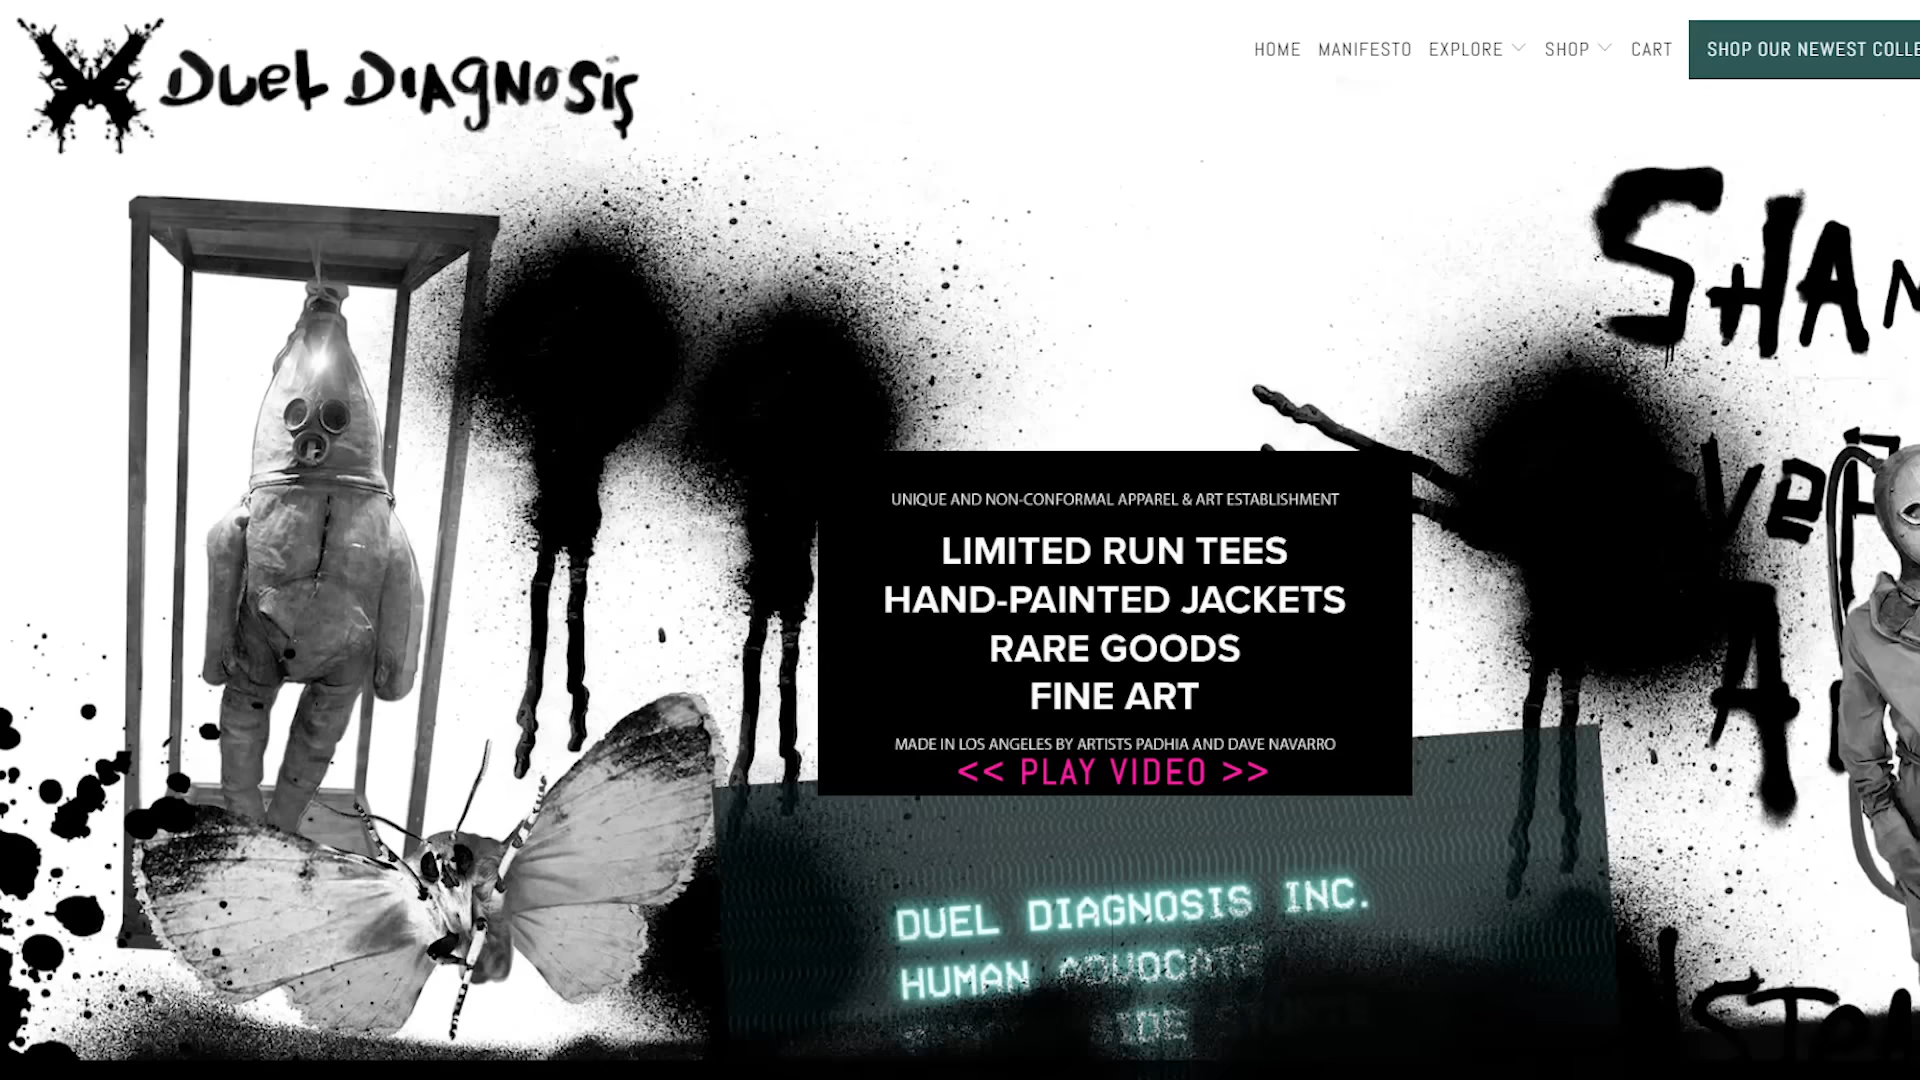 DUEL DIAGNOSIS
HOME MANIFESTO EXPLORE SHOP CART SHOP OUR NEWEST COLLE
SHA
UNIQUE AND NON-CONFORMAL APPAREL & ART ESTABLISHMENT
LIMITED RUN TEES
HAND-PAINTED JACKETS
RARE GOODS
FINE ART
MADE IN LOS ANGELES BY ARTISTS PADHIA AND DAVE NAVARRO
<< PLAY VIDEO >>
DUEL DIAGNOSIS INC.
HUMAN ADVOCATE